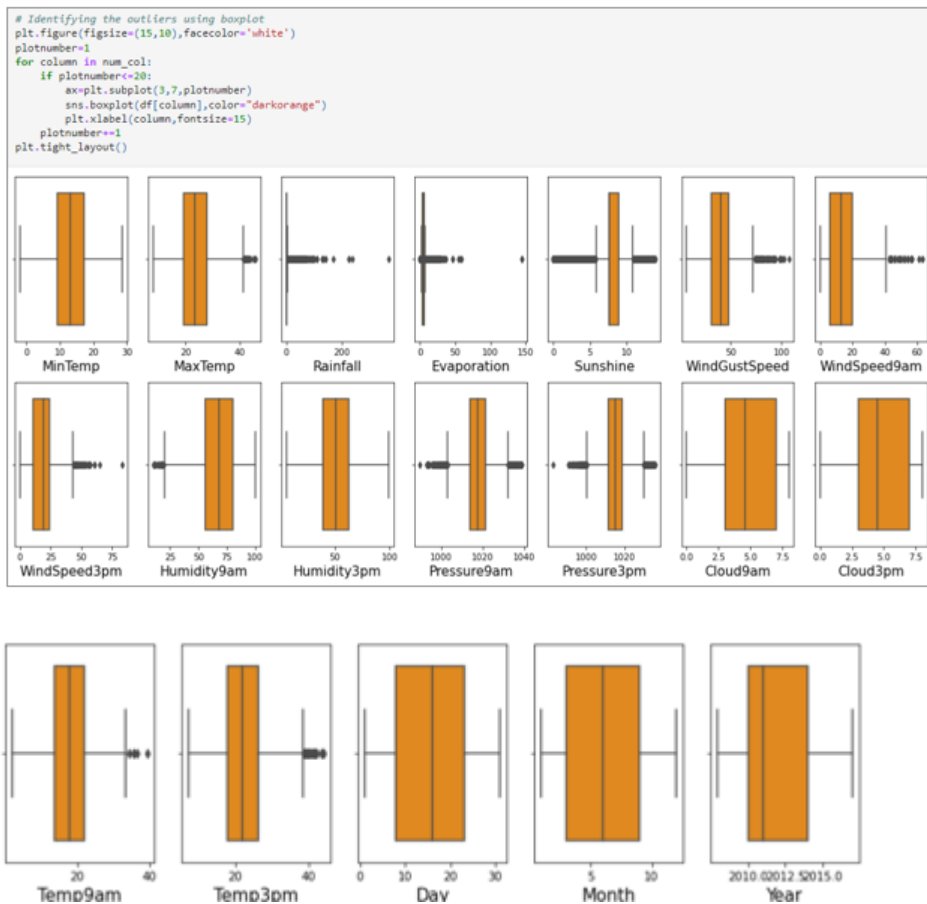 # Identifying the outliers using boxplot
plt.figure(figsize=(15,10),facecolor='white')
plotnumber=1
for column in num_col:
    if plotnumber<=20:
        ax=plt.subplot(3,7,plotnumber)
        sns.boxplot(df[column],color="darkorange")
        plt.xlabel(column,fontsize=15)
    plotnumber+=1
plt.tight_layout()
0 10 20 30 0 20 40 0 200 0 50 100 150 0 5 10 50 100 0 20 40 60
MinTemp MaxTemp Rainfall Evaporation Sunshine WindGustSpeed WindSpeed9am
0 25 50 75 25 50 75 100 0 50 100 1000 1020 1040 1000 1020 0.0 2.5 5.0 7.5 0.0 2.5 5.0 7.5
WindSpeed3pm Humidity9am Humidity3pm Pressure9am Pressure3pm Cloud9am Cloud3pm
20 40 20 40 0 10 20 30 5 10 2010.02012.52015.0
Temp9am Temp3pm Day Month Year